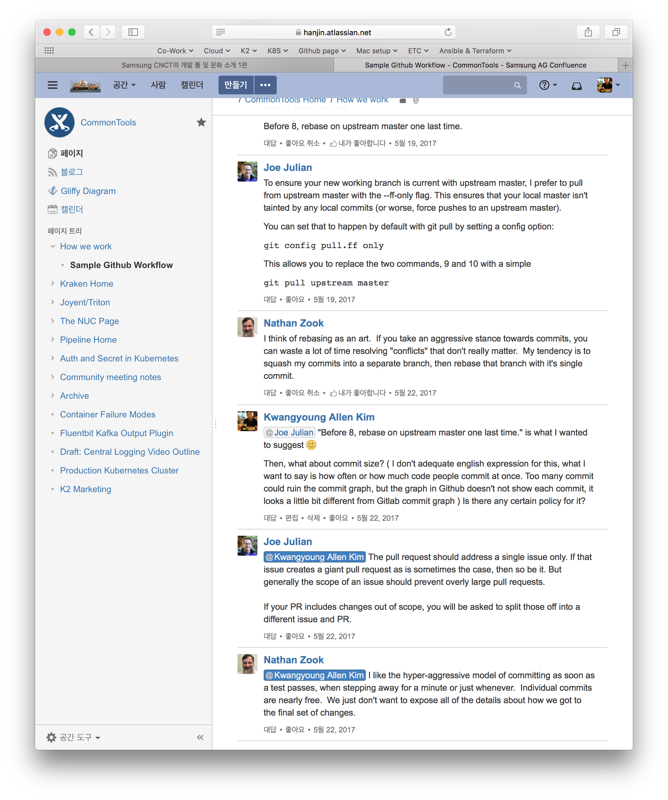 hanjin.atlassian.net
Co-Work
Cloud
K2
K8S
Github page
Mac setup
ETC
Ansible & Terraform
Samsung CNCT의 개발 툴 및 문화 소개 1편
Sample Github Workflow - CommonTools - Samsung AG Confluence
공간
사람
캘린더
만들기
CommonTools
페이지
블로그
Gliffy Diagram
캘린더
페이지 트리
How we work
Sample Github Workflow
Kraken Home
Joyent/Triton
The NUC Page
Pipeline Home
Auth and Secret in Kubernetes
Community meeting notes
Archive
Container Failure Modes
Fluentbit Kafka Output Plugin
Draft: Central Logging Video Outline
Production Kubernetes Cluster
K2 Marketing
공간 도구
/ CommonTools Home / How we work
Before 8, rebase on upstream master one last time.
대답 • 좋아요 취소 • 내가 좋아합니다 • 5월 19, 2017
Joe Julian
To ensure your new working branch is current with upstream master, I prefer to pull
from upstream master with the --ff-only flag. This ensures that your local master isn't
tainted by any local commits (or worse, force pushes to an upstream master).
You can set that to happen by default with git pull by setting a config option:
git config pull.ff only
This allows you to replace the two commands, 9 and 10 with a simple
git pull upstream master
대답 • 좋아요 • 5월 19, 2017
Nathan Zook
I think of rebasing as an art.  If you take an aggressive stance towards commits, you
can waste a lot of time resolving "conflicts" that don't really matter.  My tendency is to
squash my commits into a separate branch, then rebase that branch with it's single
commit.
대답 • 좋아요 취소 • 내가 좋아합니다 • 5월 22, 2017
Kwangyoung Allen Kim
@Joe Julian "Before 8, rebase on upstream master one last time." is what I wanted
to suggest
Then, what about commit size? ( I don't adequate english expression for this, what I
want to say is how often or how much code people commit at once. Too many commit
could ruin the commit graph, but the graph in Github doesn't not show each commit, it
looks a little bit different from Gitlab commit graph ) Is there any certain policy for it?
대답 • 편집 • 삭제 • 좋아요 • 5월 22, 2017
Joe Julian
@Kwangyoung Allen Kim The pull request should address a single issue only. If that
issue creates a giant pull request as is sometimes the case, then so be it. But
generally the scope of an issue should prevent overly large pull requests.
If your PR includes changes out of scope, you will be asked to split those off into a
different issue and PR.
대답 • 좋아요 • 5월 22, 2017
Nathan Zook
@Kwangyoung Allen Kim I like the hyper-aggressive model of committing as soon as
a test passes, when stepping away for a minute or just whenever.  Individual commits
are nearly free.  We just don't want to expose all of the details about how we got to
the final set of changes.
대답 • 좋아요 • 5월 22, 2017